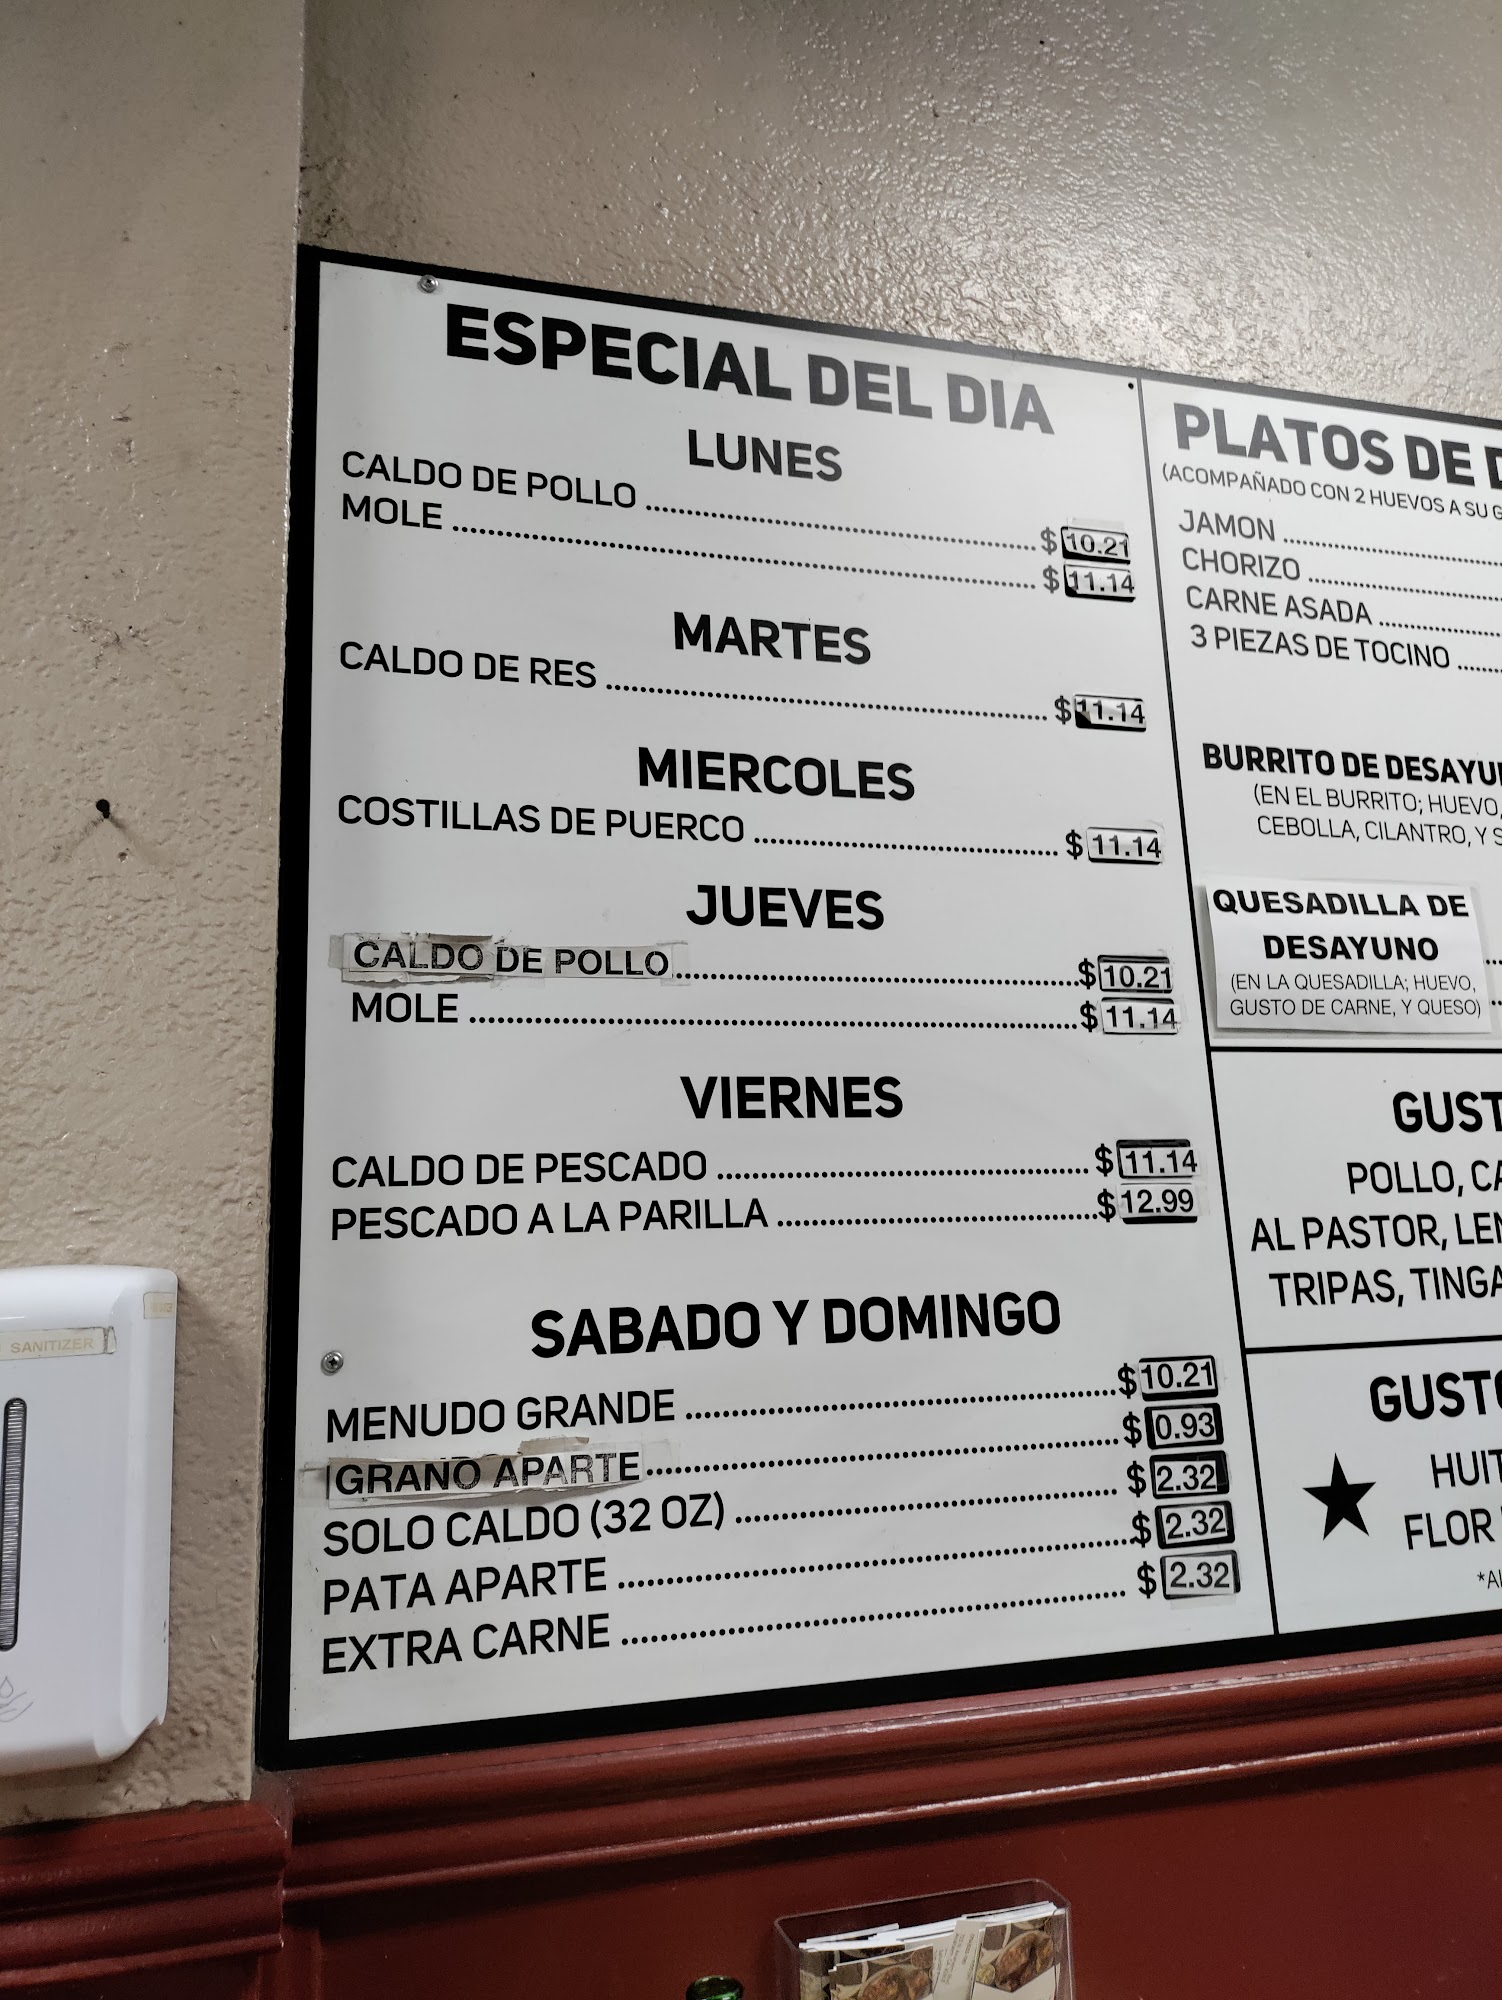 ESPECIAL DEL DIA
LUNES
CALDO DE POLLO ........ $ 10.21
MOLE ........ $ 11.14
MARTES
CALDO DE RES ........ $ 11.14
MIERCOLES
COSTILLAS DE PUERCO ........ $ 11.14
JUEVES
CALDO DE POLLO ........ $ 10.21
MOLE ........ $ 11.14
VIERNES
CALDO DE PESCADO ........ $ 11.14
PESCADO A LA PARILLA ........ $ 12.99
SABADO Y DOMINGO
MENUDO GRANDE ........ $ 10.21
GRANO APARTE ........ $ 0.93
SOLO CALDO (32 OZ) ........ $ 2.32
PATA APARTE ........ $ 2.32
EXTRA CARNE ........ $ 2.32
PLATOS DE D
(ACOMPAÑADO CON 2 HUEVOS A SU G
JAMON ........
CHORIZO ........
CARNE ASADA ........
3 PIEZAS DE TOCINO ........
BURRITO DE DESAYU
(EN EL BURRITO; HUEVO,
CEBOLLA, CILANTRO, Y S
QUESADILLA DE
DESAYUNO
(EN LA QUESADILLA; HUEVO,
GUSTO DE CARNE, Y QUESO)
GUST
POLLO, CA
AL PASTOR, LEN
TRIPAS, TINGA
GUSTO
HUIT
FLOR
*Al
SANITIZER